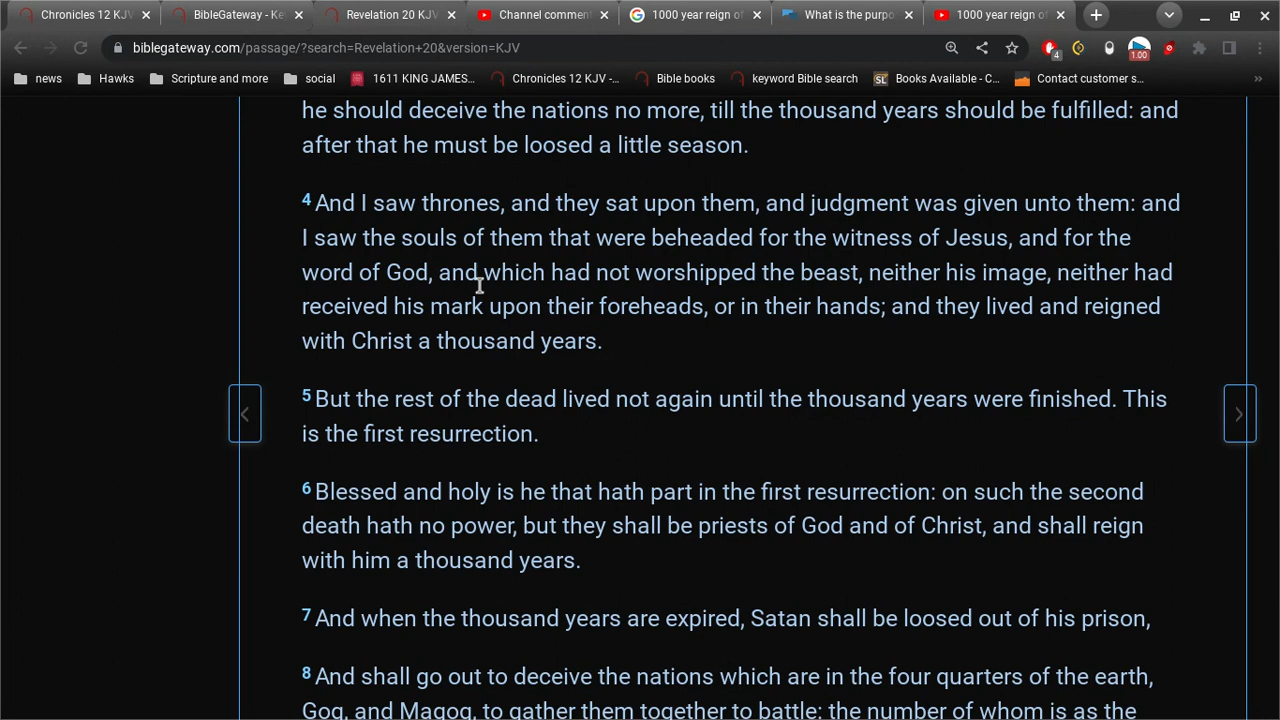 Chronicles 12 KJV
BibleGateway - Ke
Revelation 20 KJV
Channel commen
1000 year reign of
What is the purpo
1000 year reign of
biblegateway.com/passage/?search=Revelation+20&version=KJV
4
1.00
news
Hawks
Scripture and more
social
1611 KING JAMES...
Chronicles 12 KJV -...
Bible books
keyword Bible search
SL
Books Available - C...
Contact customer s...
»
he should deceive the nations no more, till the thousand years should be fulfilled: and
after that he must be loosed a little season.
4 And I saw thrones, and they sat upon them, and judgment was given unto them: and
I saw the souls of them that were beheaded for the witness of Jesus, and for the
word of God, and which had not worshipped the beast, neither his image, neither had
received his mark upon their foreheads, or in their hands; and they lived and reigned
with Christ a thousand years.
5 But the rest of the dead lived not again until the thousand years were finished. This
is the first resurrection.
6 Blessed and holy is he that hath part in the first resurrection: on such the second
death hath no power, but they shall be priests of God and of Christ, and shall reign
with him a thousand years.
7 And when the thousand years are expired, Satan shall be loosed out of his prison,
8 And shall go out to deceive the nations which are in the four quarters of the earth,
Gog, and Magog, to gather them together to battle: the number of whom is as the